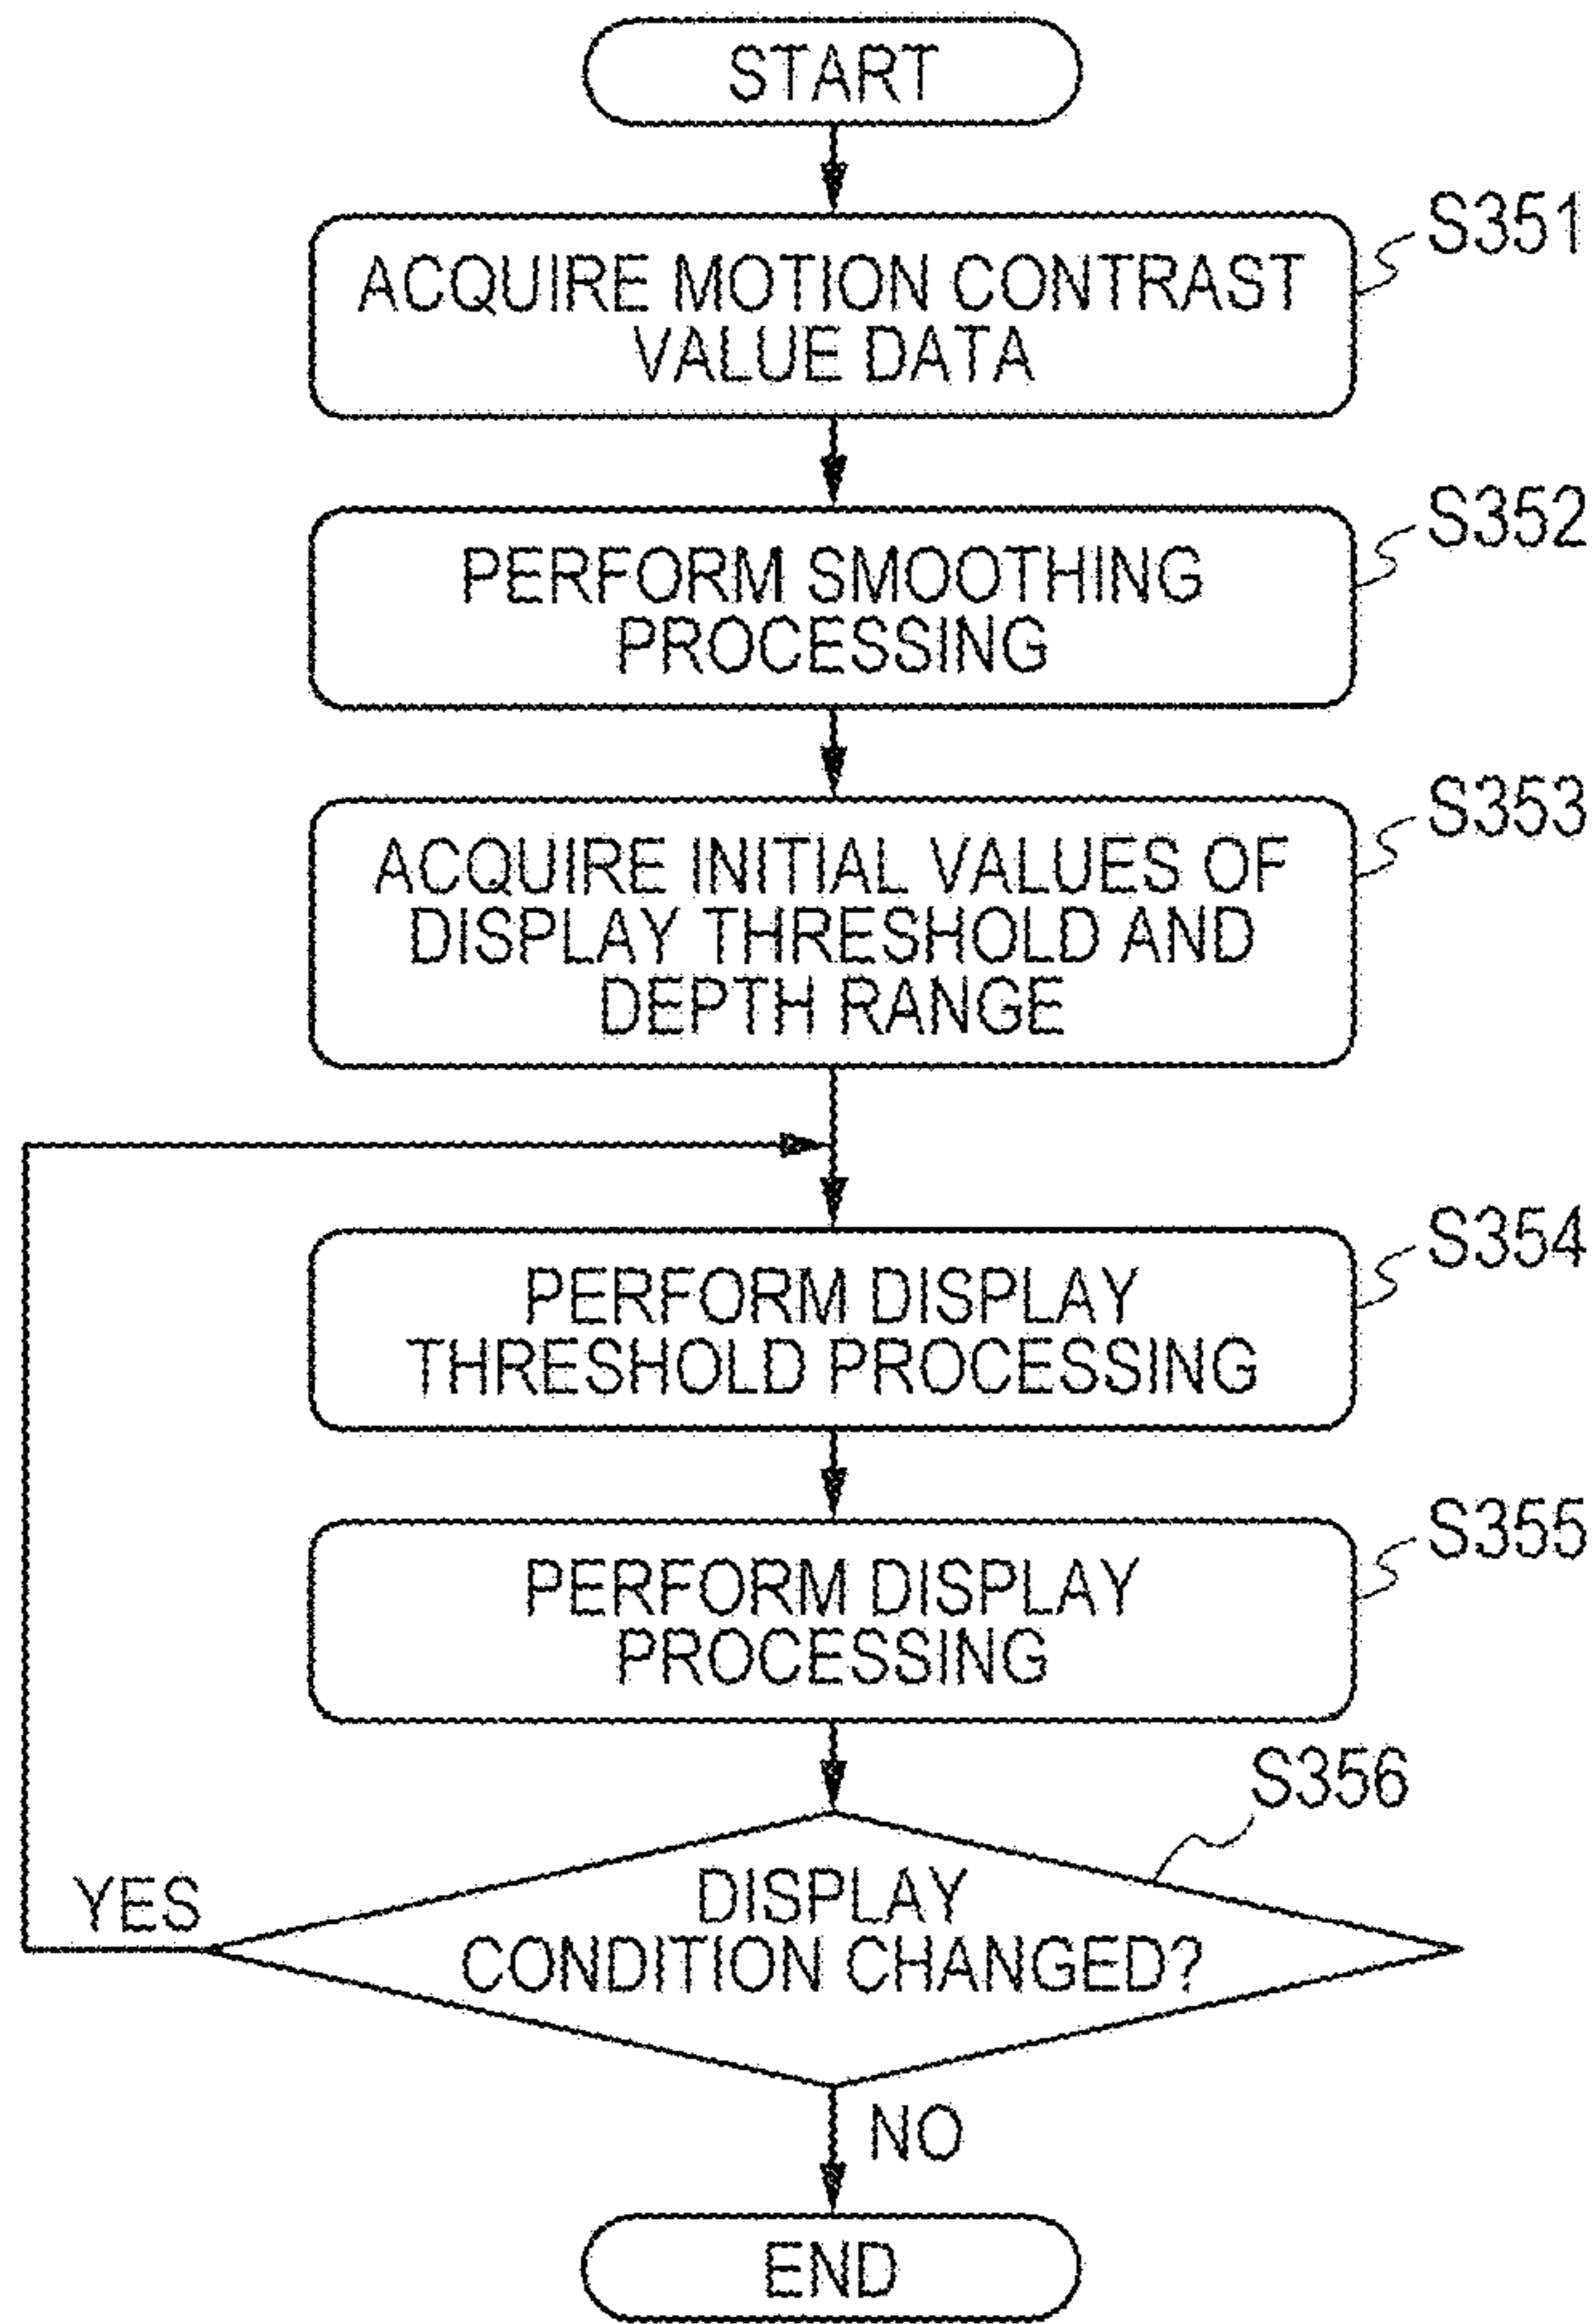 START
S351
ACQUIRE MOTION CONTRAST
VALUE DATA
S352
PERFORM SMOOTHING
PROCESSING
S353
ACQUIRE INITIAL VALUES OF
DISPLAY THRESHOLD AND
DEPTH RANGE
S354
PERFORM DISPLAY
THRESHOLD PROCESSING
S355
PERFORM DISPLAY
PROCESSING
S356
DISPLAY
CONDITION CHANGED?
YES
NO
END